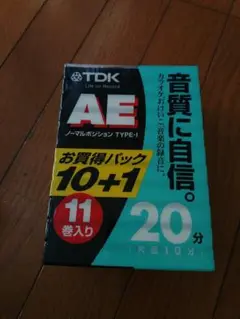 TDK
Life on Record
AE
ノーマルポジション TYPE-I
お買得パック
10+1
11
巻入り
音質に自信。
カラオケ、おけいこ、音楽の録音に。
20分